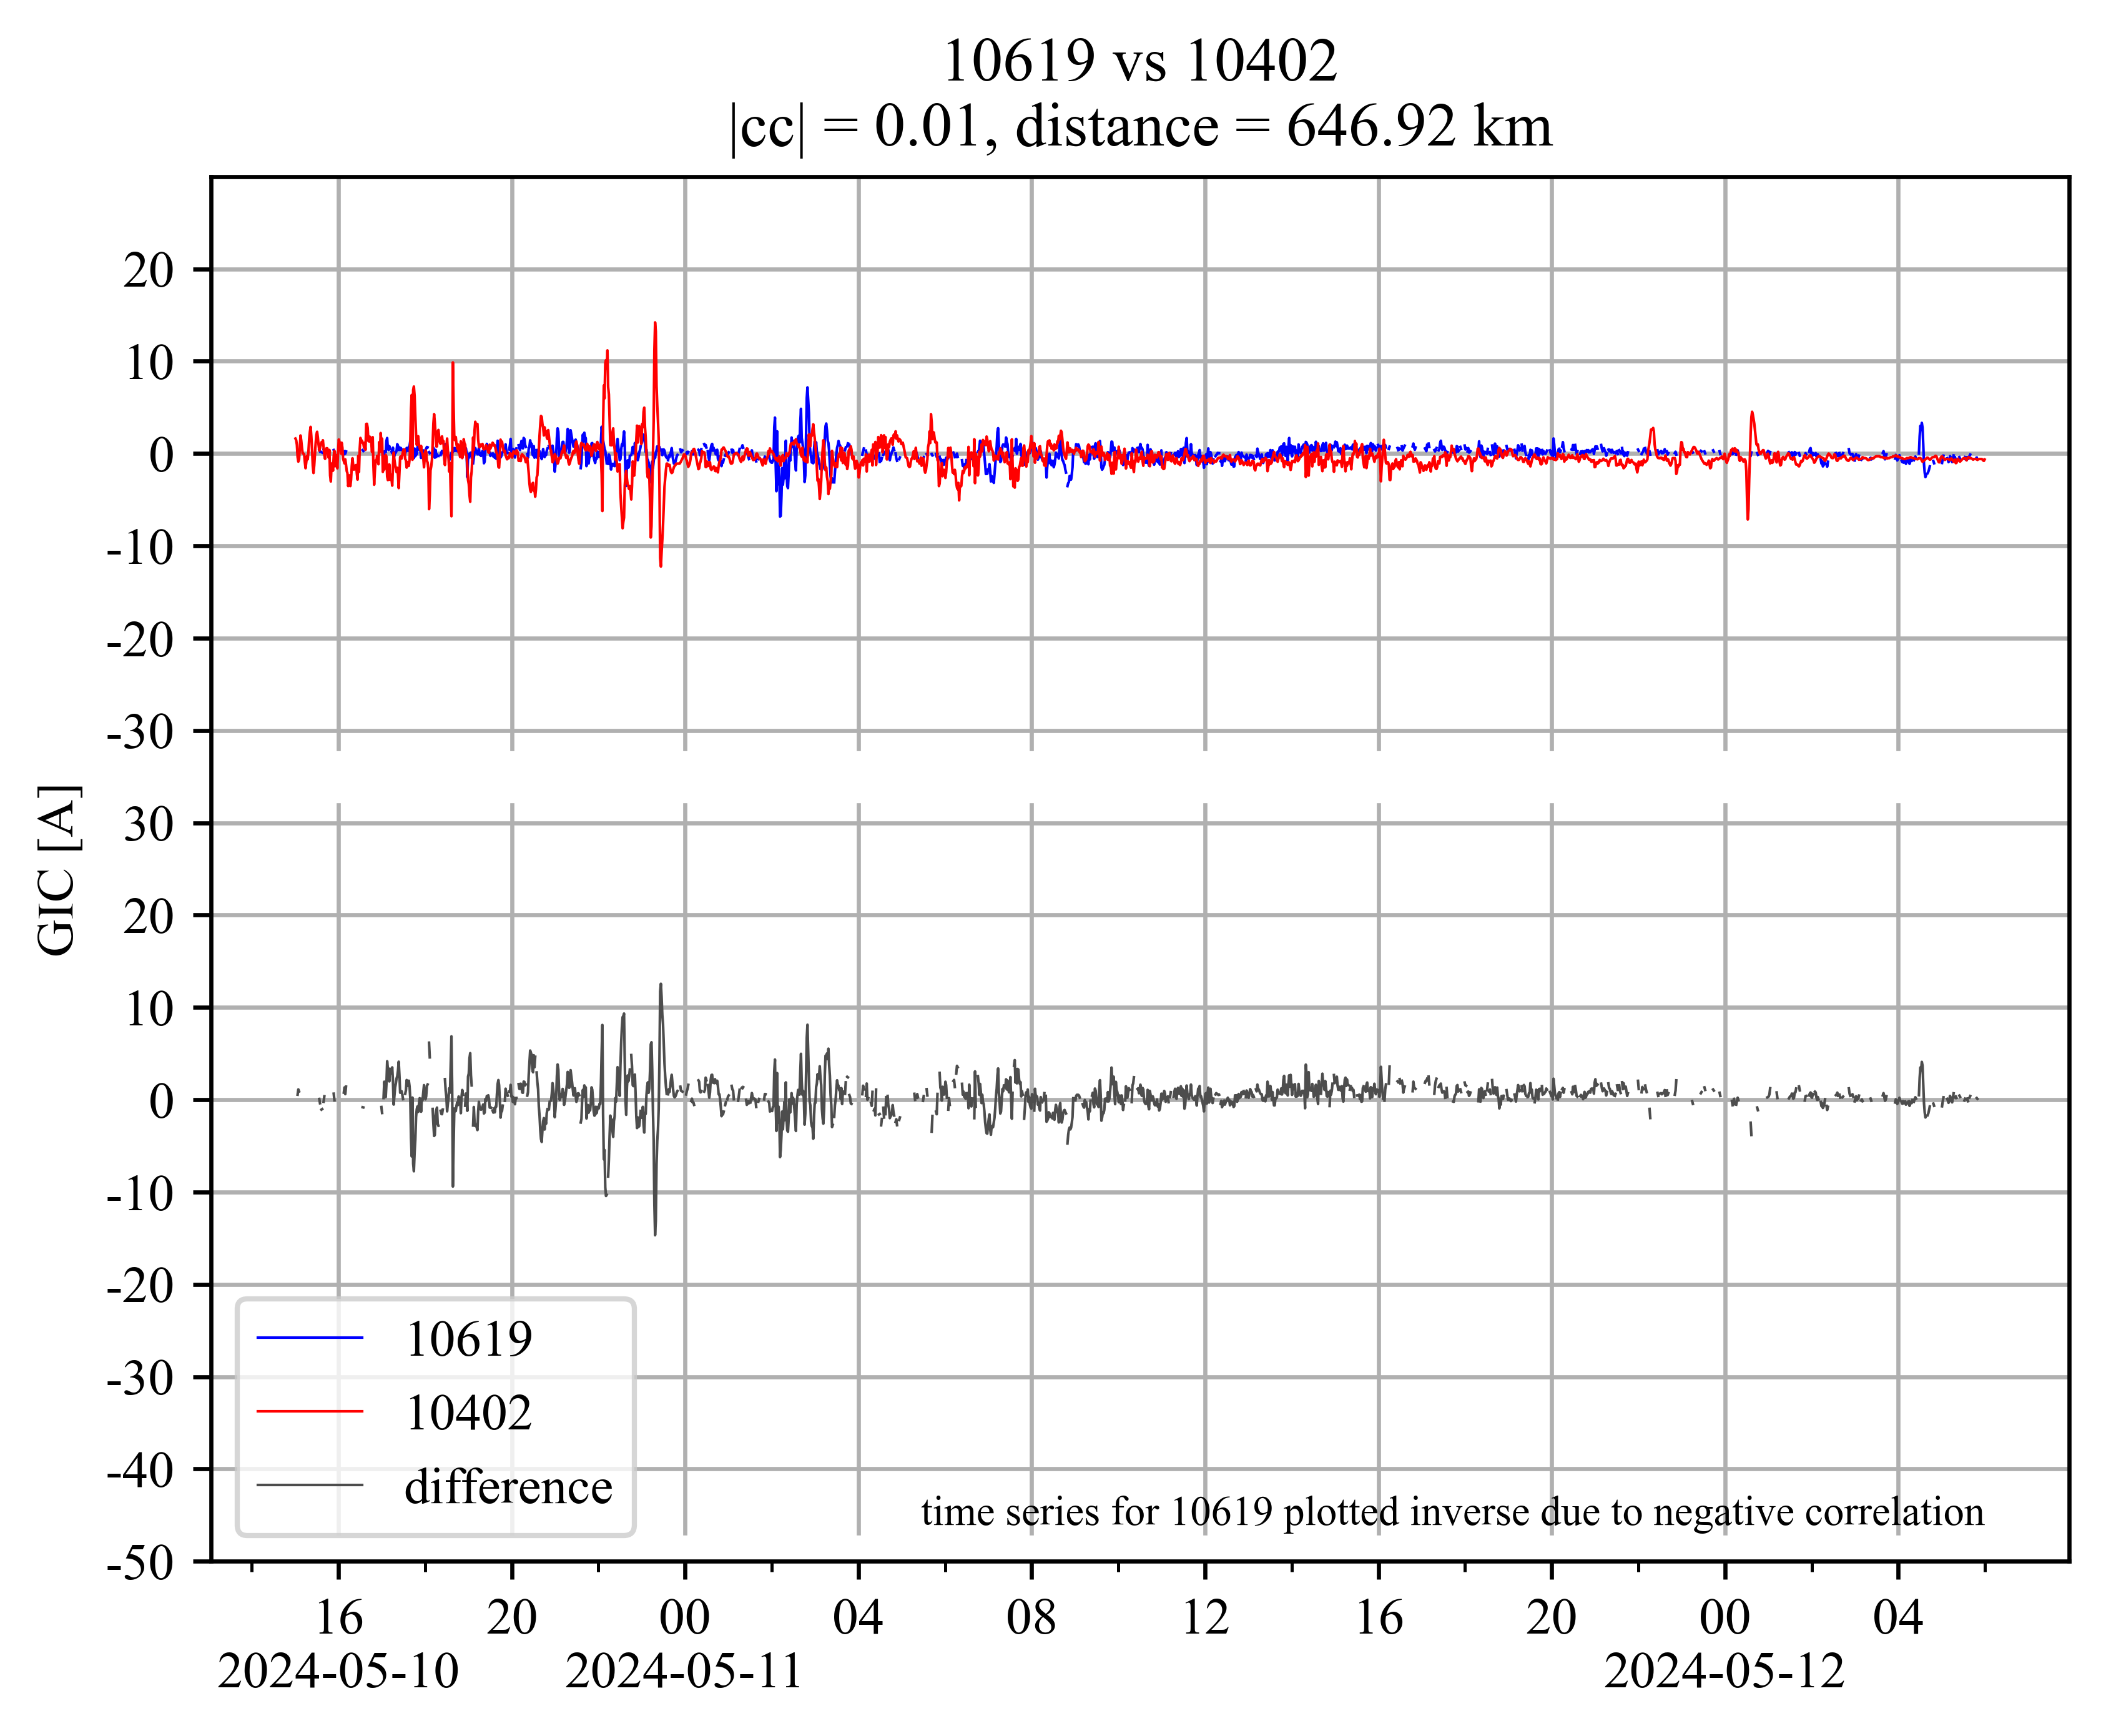 10619 vs 10402
|cc| = 0.01, distance = 646.92 km
20
10
0
-10
-20
-30
30
20
10
0
-10
-20
-30
-40
-50
GIC [A]
10619
10402
difference
time series for 10619 plotted inverse due to negative correlation
16 20 00 04 08 12 16 20 00 04
2024-05-10 2024-05-11 2024-05-12